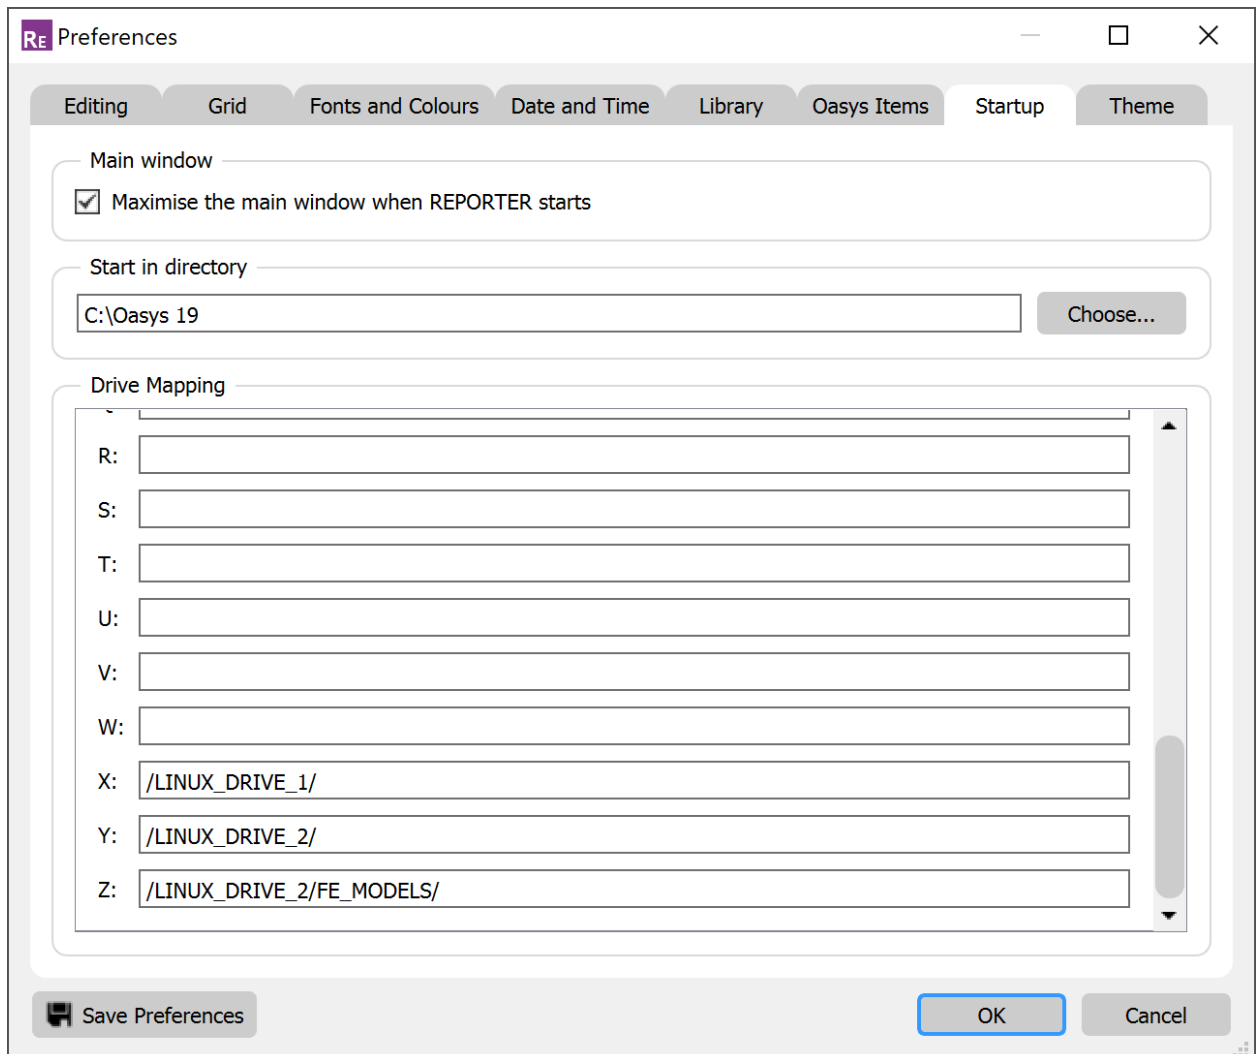 RE Preferences
Editing Grid Fonts and Colours Date and Time Library Oasys Items Startup Theme
Main window
Maximise the main window when REPORTER starts
Start in directory
C:\Oasys 19 Choose...
Drive Mapping
R:
S:
T:
U:
V:
W:
X: /LINUX_DRIVE_1/
Y: /LINUX_DRIVE_2/
Z: /LINUX_DRIVE_2/FE_MODELS/
Save Preferences OK Cancel